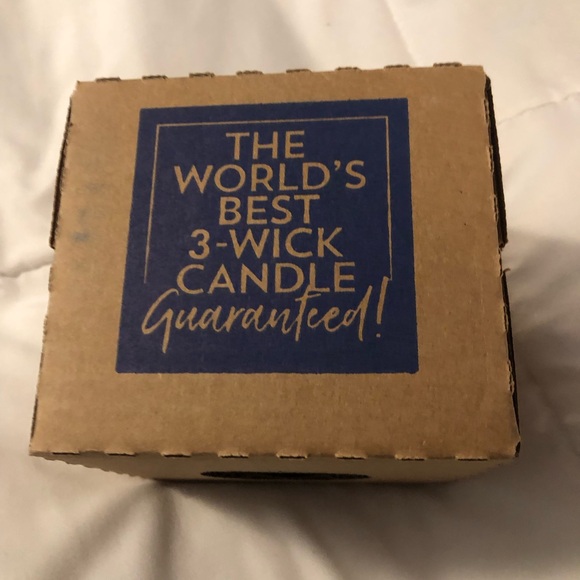 THE
WORLD'S
BEST
3-WICK
CANDLE
Guaranteed!